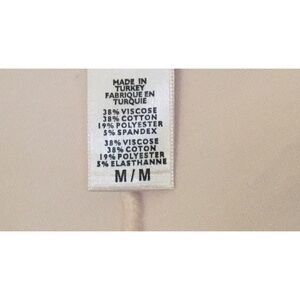 MADE IN
TURKEY
FABRIQUE EN
TURQUIE
38% VISCOSE
38% COTTON
19% POLYESTER
5% SPANDEX
38% VISCOSE
38% COTON
19% POLYESTER
5% ELASTHANNE
M / M